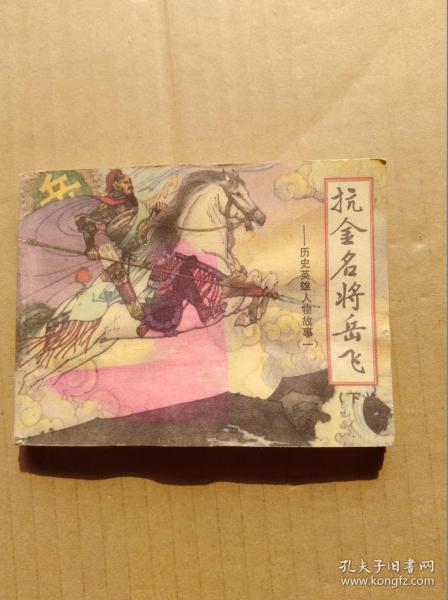 抗金名将岳飞
(下)
——历史英雄人物故事(一)
岳
孔夫子旧书网
www.kongfz.com